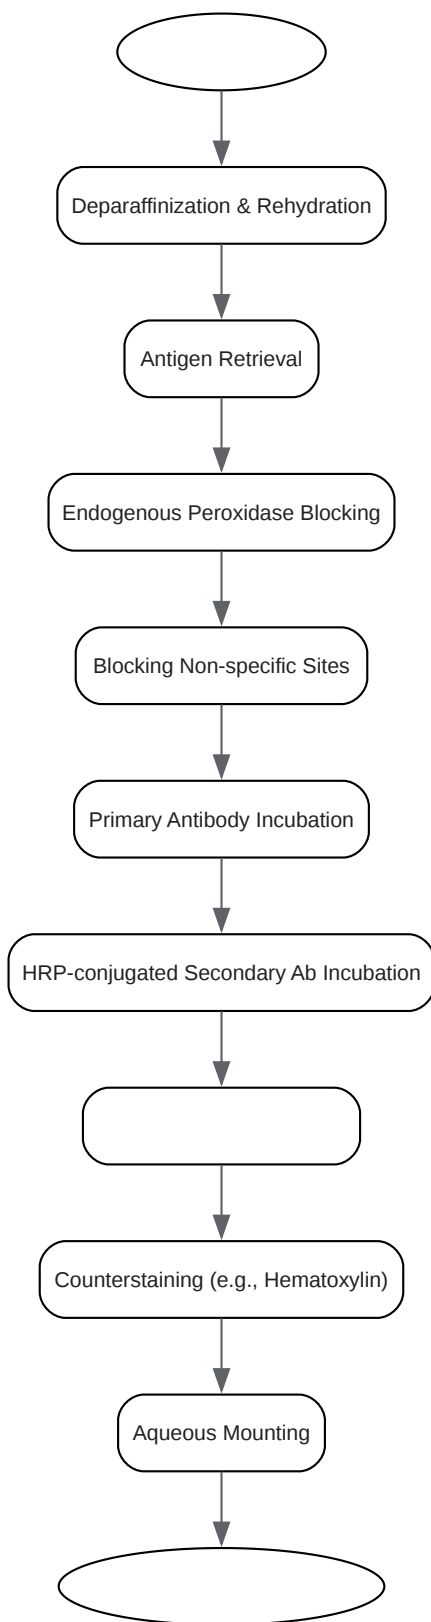 Deparaffinization & Rehydration
Antigen Retrieval
Endogenous Peroxidase Blocking
Blocking Non-specific Sites
Primary Antibody Incubation
HRP-conjugated Secondary Ab Incubation
Counterstaining (e.g., Hematoxylin)
Aqueous Mounting